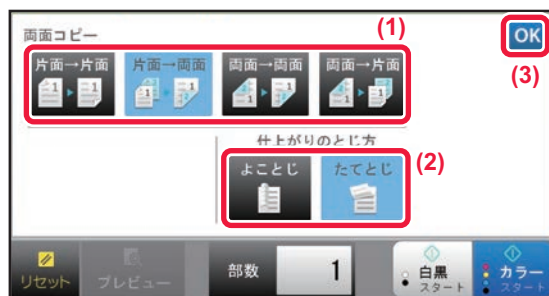 両面コピー
(1)
OK
(3)
片面→片面 片面→両面 両面→両面 両面→片面
仕上がりのとじ方
(2)
よことじ たてとじ
リセット プレビュー 部数 1 白黒 スタート カラー スタート